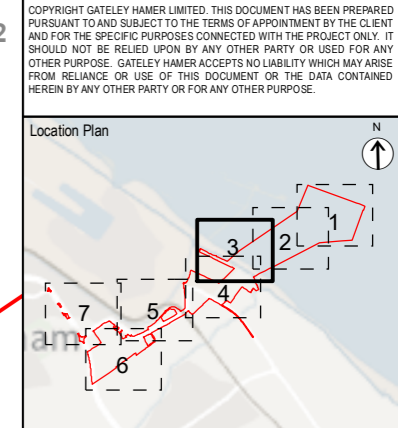 2
COPYRIGHT GATELEY HAMER LIMITED. THIS DOCUMENT HAS BEEN PREPARED
PURSUANT TO AND SUBJECT TO THE TERMS OF APPOINTMENT BY THE CLIENT
AND FOR THE SPECIFIC PURPOSES CONNECTED WITH THE PROJECT ONLY. IT
SHOULD NOT BE RELIED UPON BY ANY OTHER PARTY OR USED FOR ANY
OTHER PURPOSE. GATELEY HAMER ACCEPTS NO LIABILITY WHICH MAY ARISE
FROM RELIANCE OR USE OF THIS DOCUMENT OR THE DATA CONTAINED
HEREIN BY ANY OTHER PARTY OR FOR ANY OTHER PURPOSE.
Location Plan
N
1
2
3
4
5
7
am
6